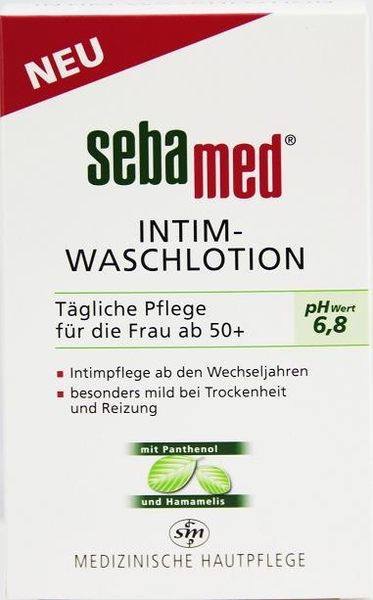 NEU
sebamed®
INTIM-
WASCHLOTION
Tägliche Pflege
für die Frau ab 50+
pH Wert
6,8
Intimpflege ab den Wechseljahren
besonders mild bei Trockenheit
und Reizung
mit Panthenol
und Hamamelis
sm
MEDIZINISCHE HAUTPFLEGE